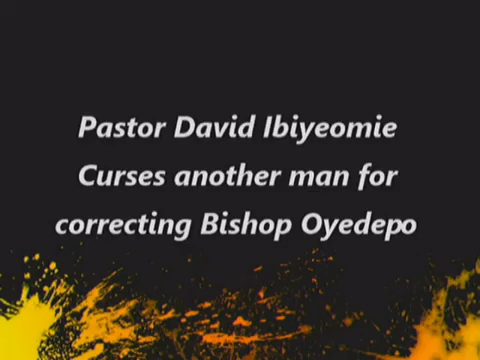 Pastor David Ibiyeomie
Curses another man for
correcting Bishop Oyedepo